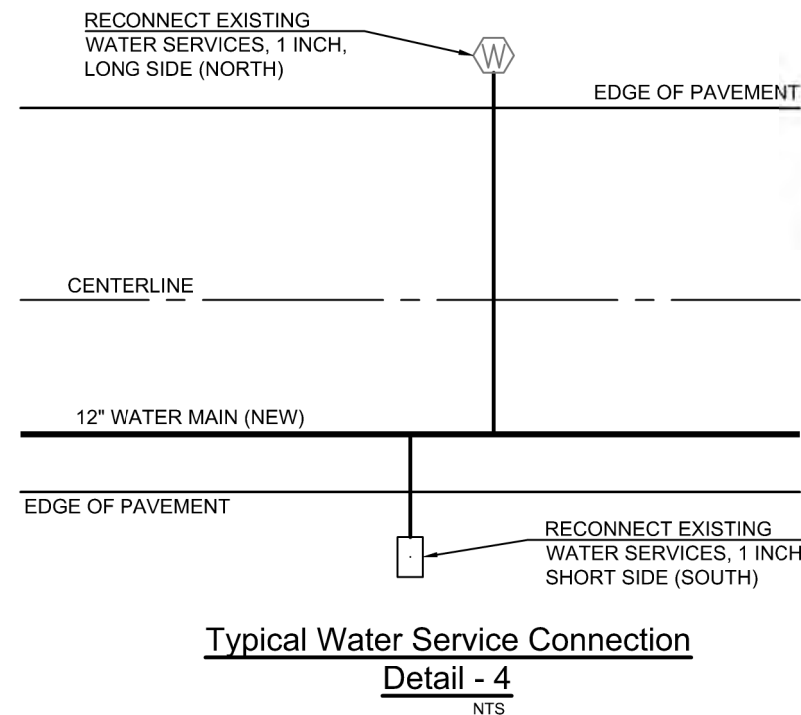 RECONNECT EXISTING
WATER SERVICES, 1 INCH,
LONG SIDE (NORTH)
W
EDGE OF PAVEMENT
CENTERLINE
12" WATER MAIN (NEW)
EDGE OF PAVEMENT
RECONNECT EXISTING
WATER SERVICES, 1 INCH
SHORT SIDE (SOUTH)
Typical Water Service Connection
Detail - 4
NTS